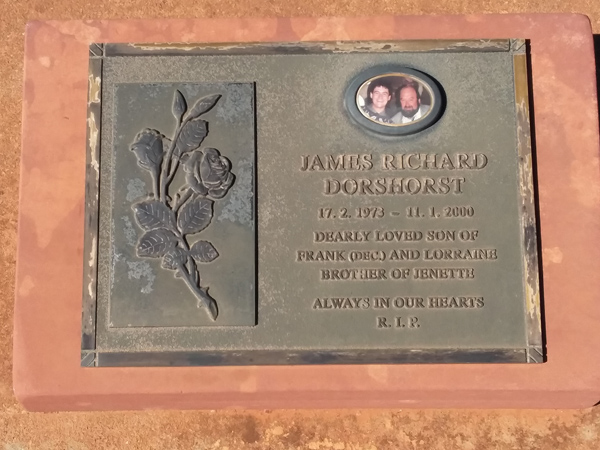 JAMES RICHARD
DORSHORST
17. 2. 1973 ~ 11. 1. 2000
DEARLY LOVED SON OF
FRANK (DEC.) AND LORRAINE
BROTHER OF JENETTE
ALWAYS IN OUR HEARTS
R. I. P.